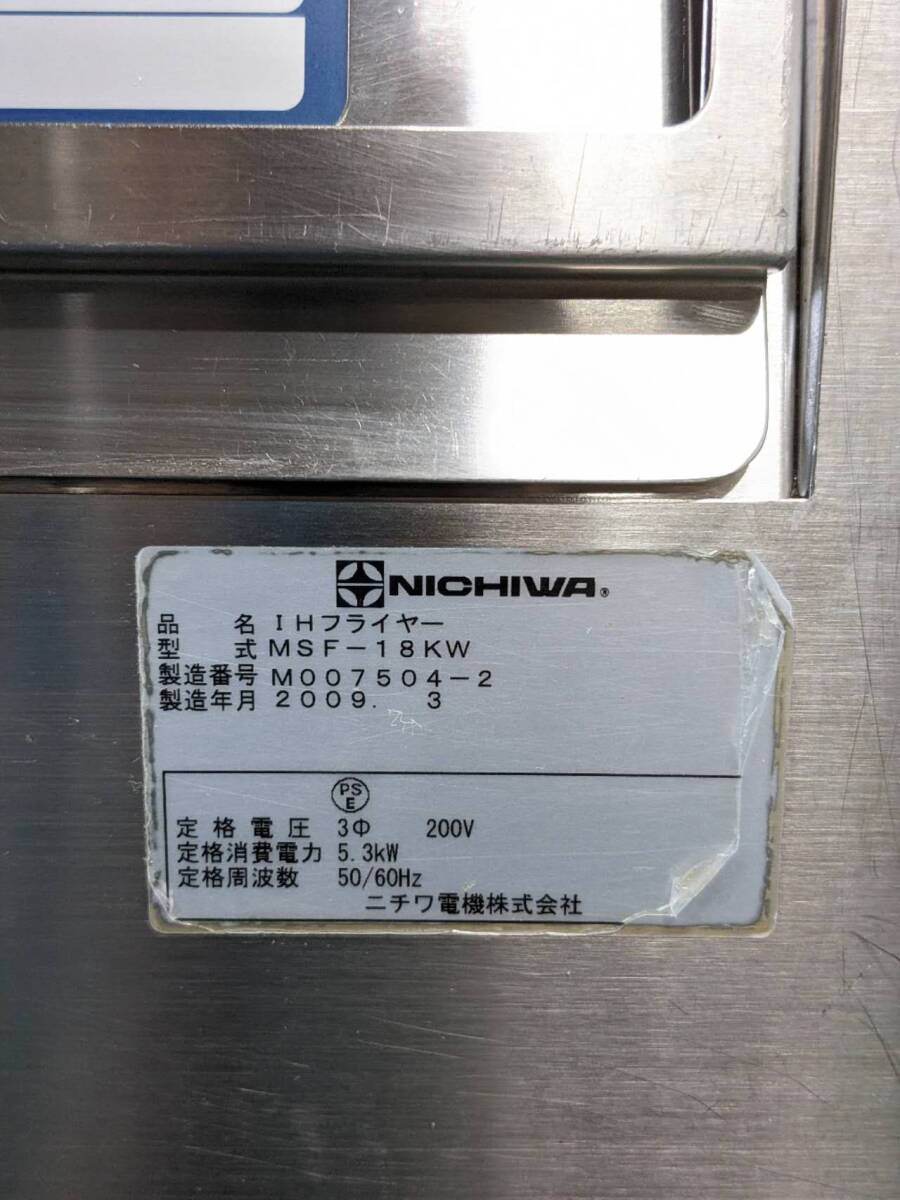 NICHIWA®
品名 IHフライヤー
型式 MSF-18KW
製造番号 M007504-2
製造年月 2009. 3
PS
E
定格電圧 3Φ 200V
定格消費電力 5.3kW
定格周波数 50/60Hz
ニチワ電機株式会社